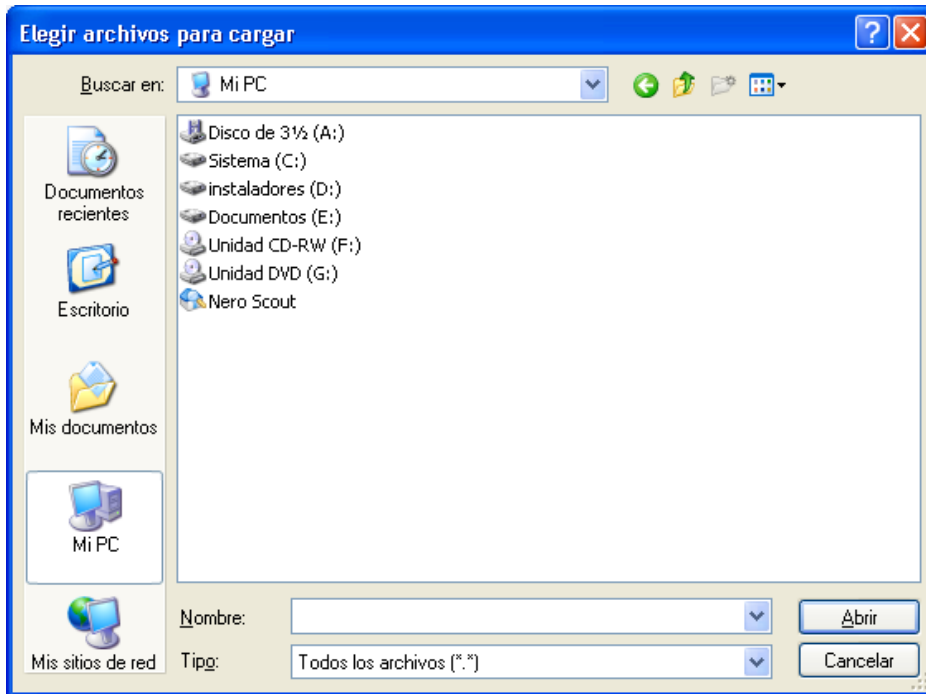 Elegir archivos para cargar
Buscar en: Mi PC
Disco de 3½ (A:)
Sistema (C:)
instaladores (D:)
Documentos (E:)
Unidad CD-RW (F:)
Unidad DVD (G:)
Nero Scout
Documentos
recientes
Escritorio
Mis documentos
Mi PC
Mis sitios de red
Nombre:
Abrir
Tipo: Todos los archivos (*.*)
Cancelar